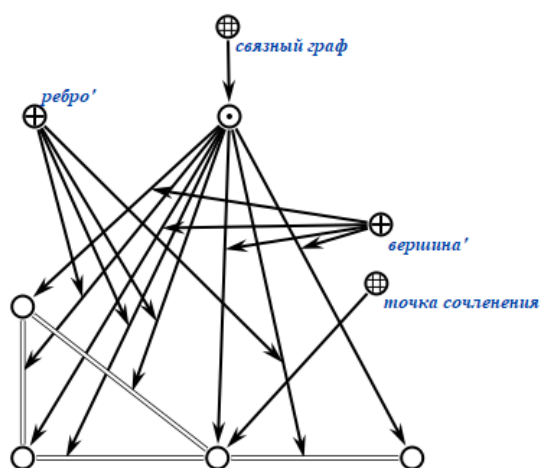 связный граф
ребро'
вершина'
точка сочленения